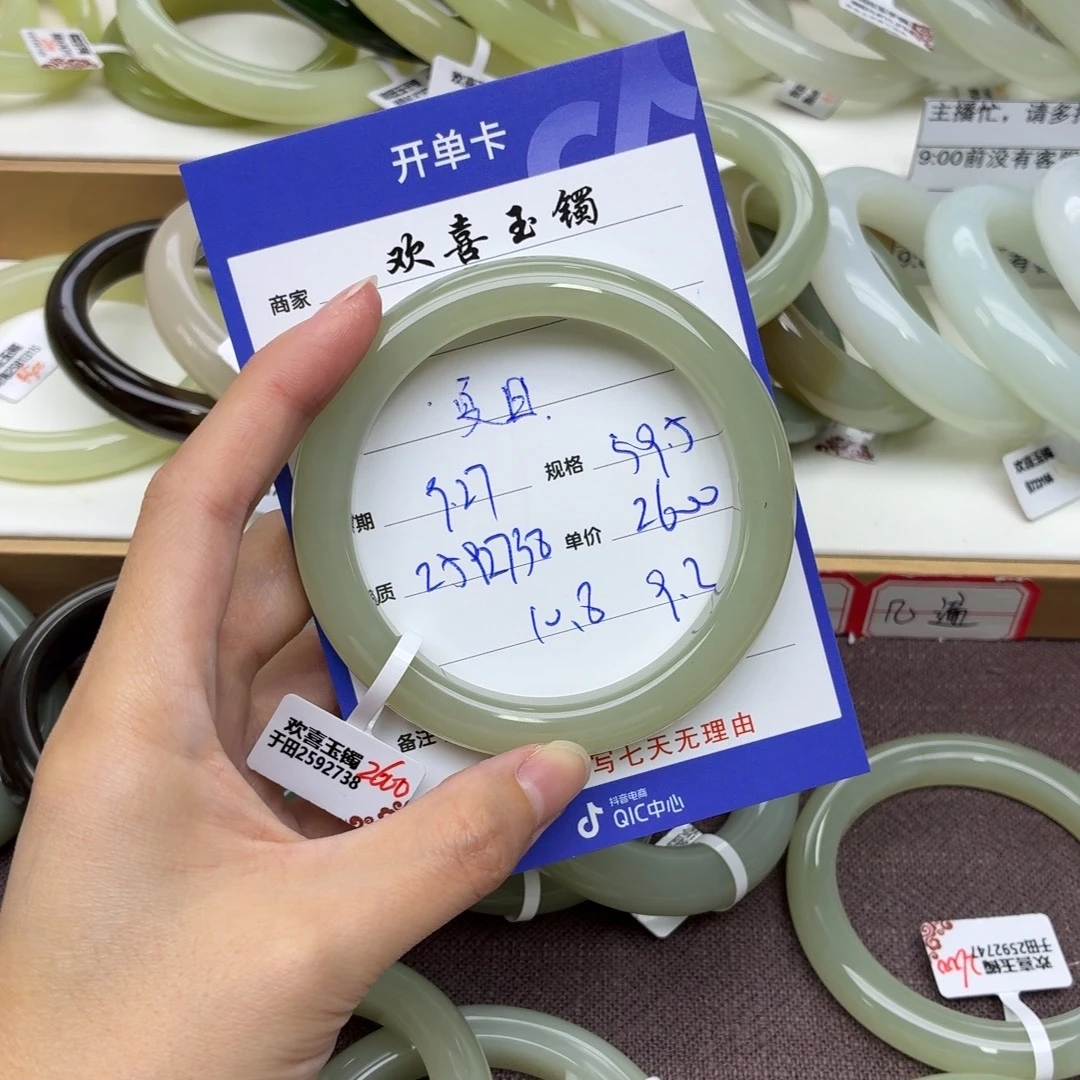 主播忙，请多
9:00前没有客
开单卡
商家 欢喜玉镯
夏目.
期 9.27 规格 59.5
质 2592738 单价 2600
10.8 9.2
备注
写七天无理由
抖音电商
QIC中心
欢喜玉镯
于田2592738
2600
欢喜玉镯
于田2592747
2600